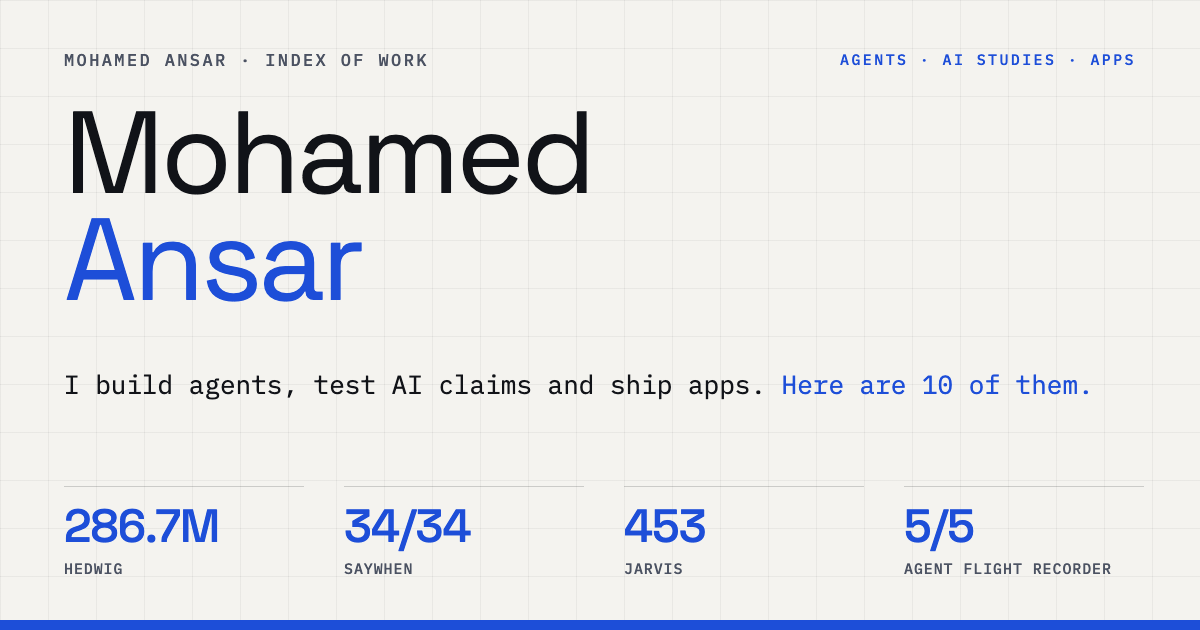 MOHAMED ANSAR · INDEX OF WORK
AGENTS · AI STUDIES · APPS
Mohamed
Ansar
I build agents, test AI claims and ship apps. Here are 10 of them.
286.7M
HEDWIG
34/34
SAYWHEN
453
JARVIS
5/5
AGENT FLIGHT RECORDER